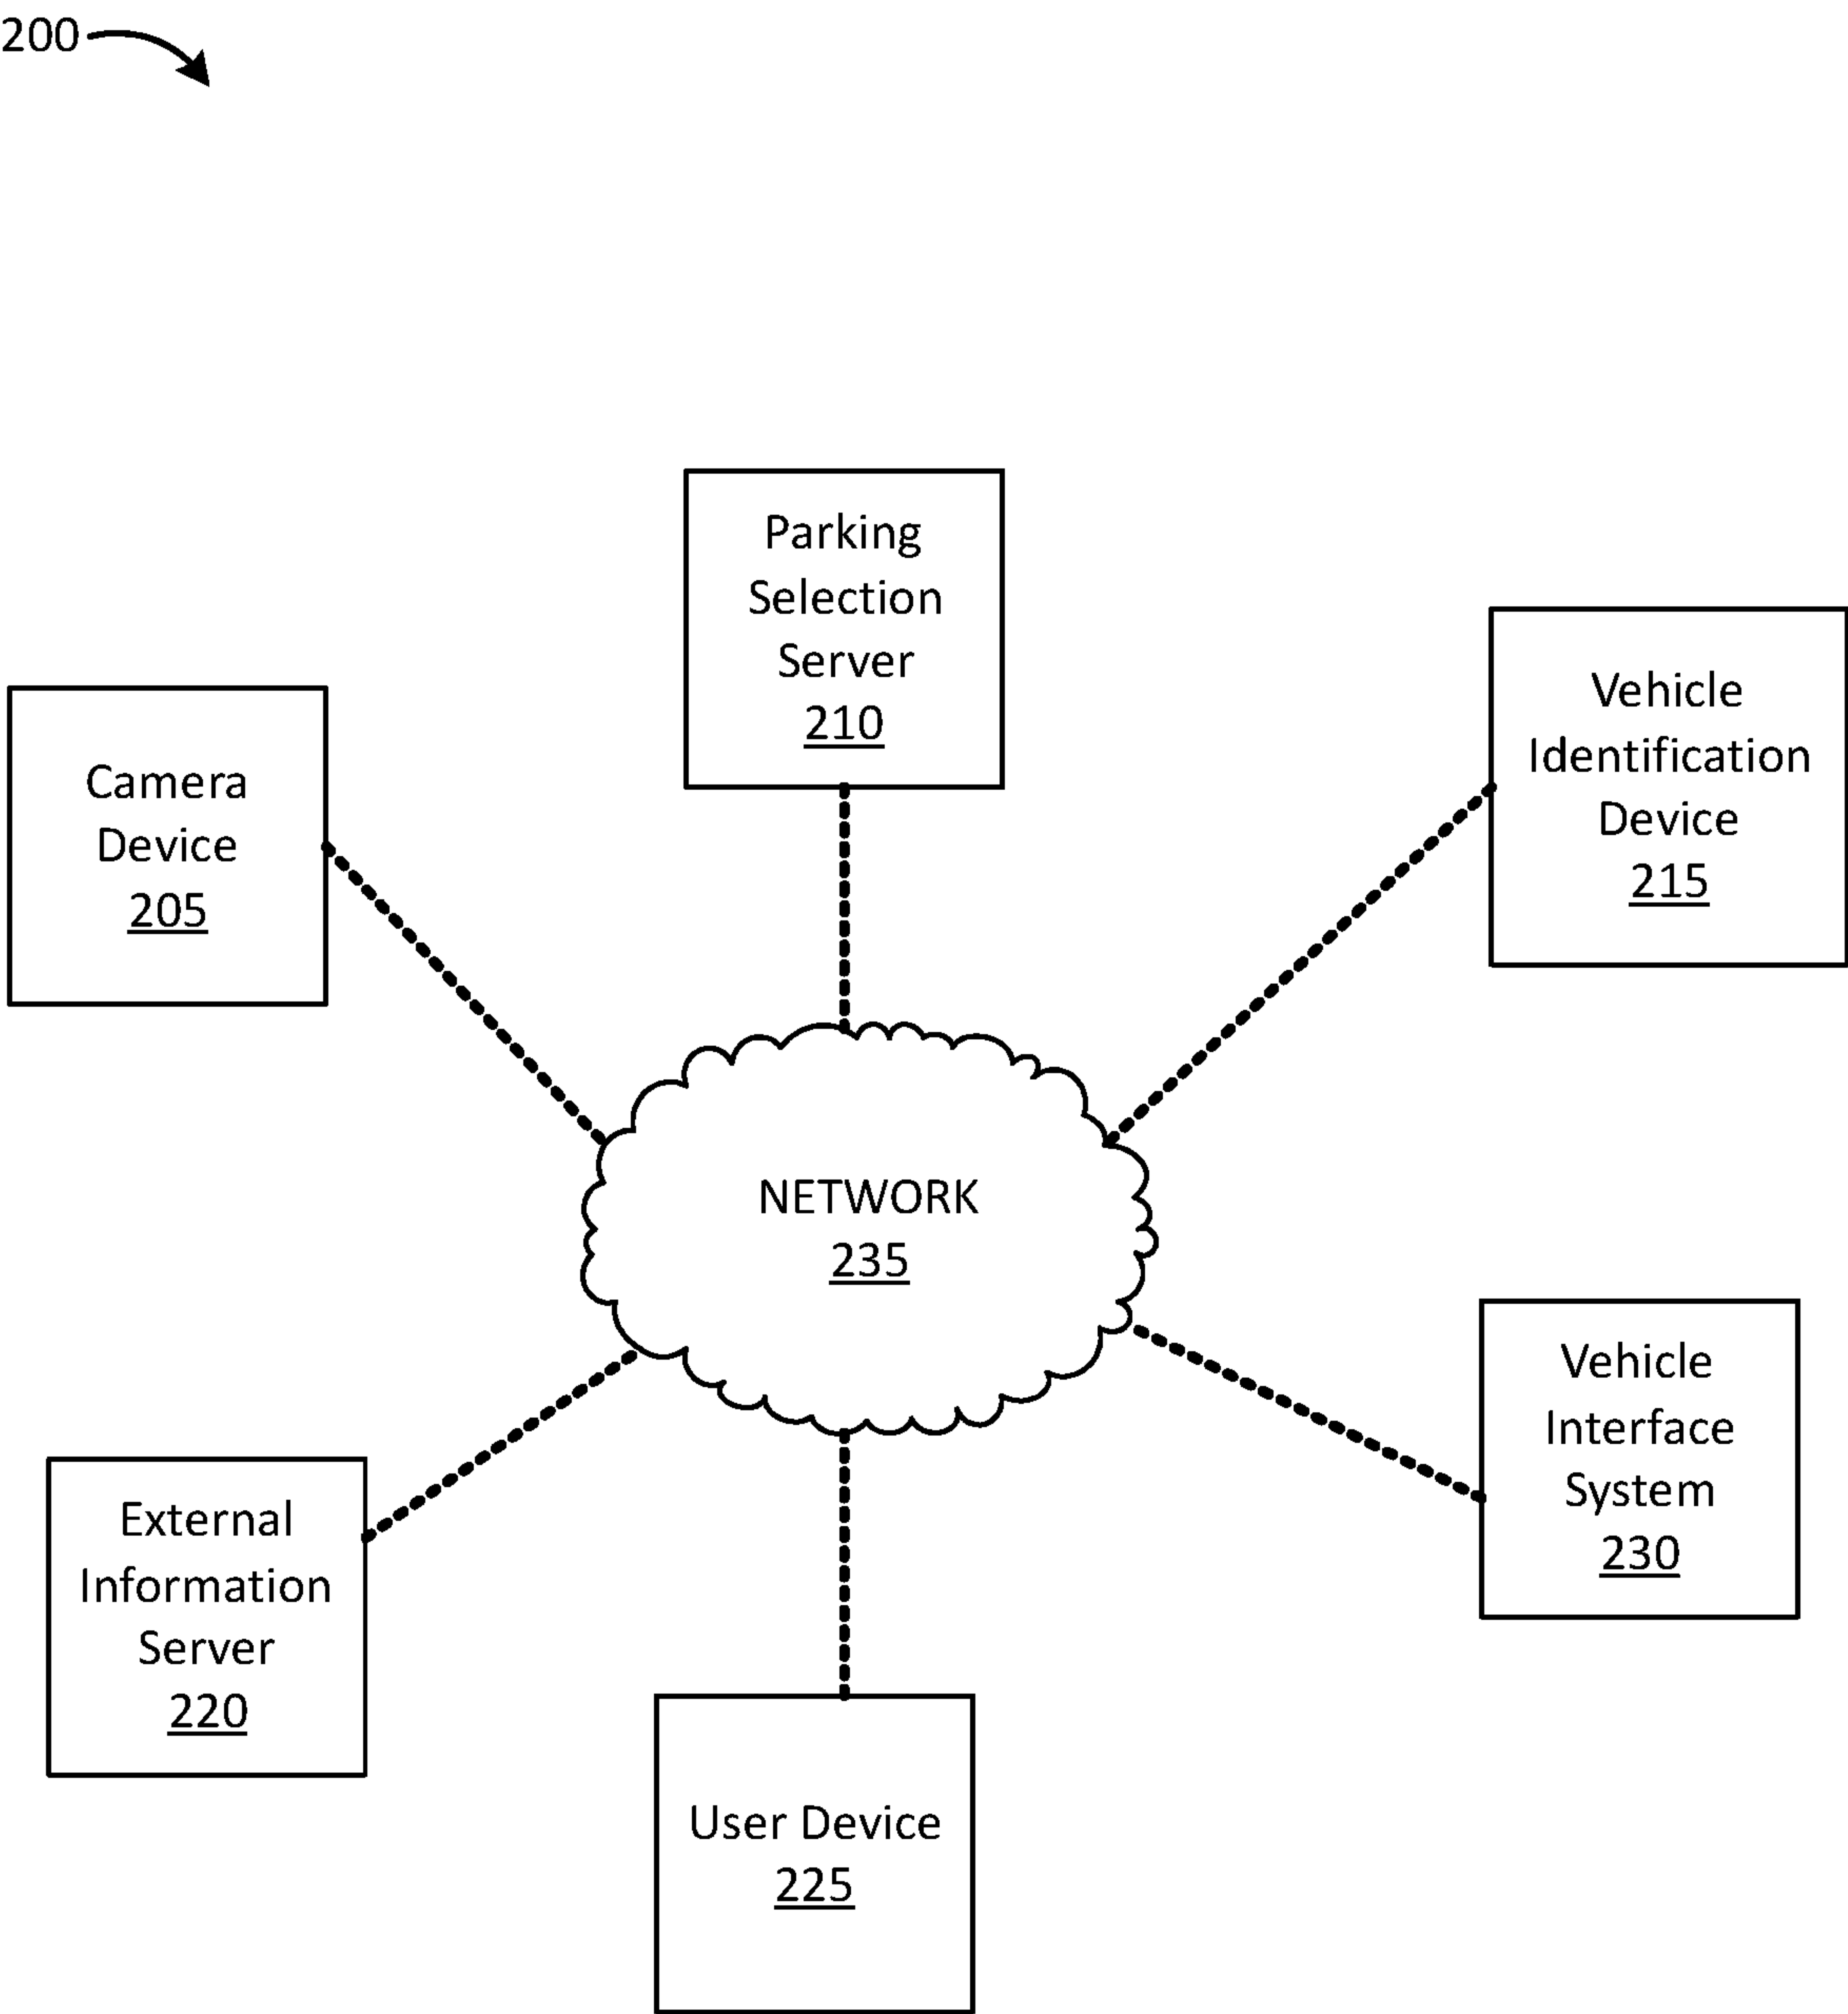 200
Parking
Selection
Server
210
Vehicle
Identification
Device
215
Camera
Device
205
NETWORK
235
Vehicle
Interface
System
230
External
Information
Server
220
User Device
225